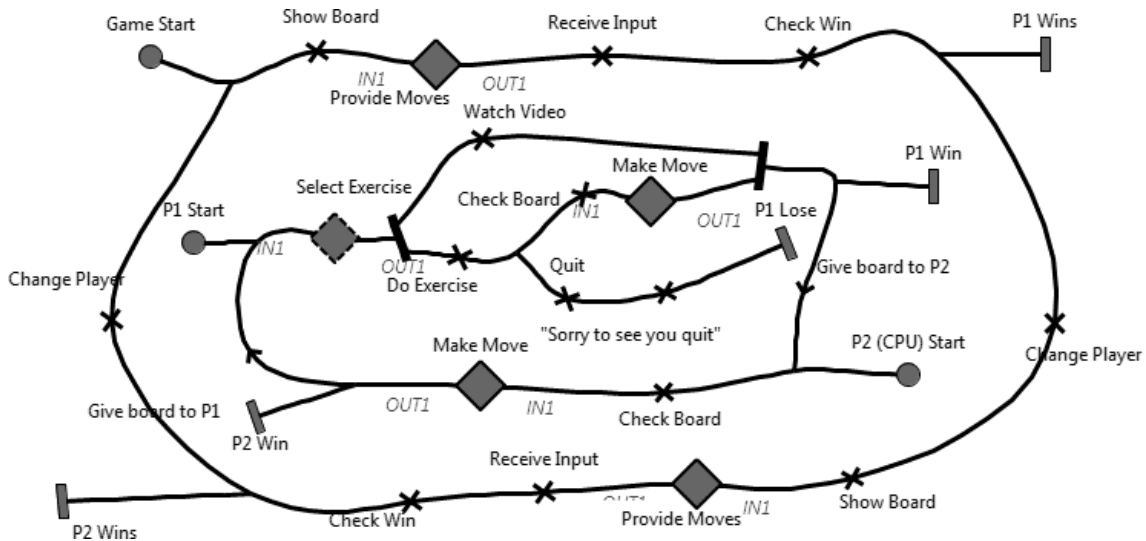 Game Start
Show Board
Receive Input
Check Win
P1 Wins
IN1
OUT1
Provide Moves
Watch Video
Make Move
P1 Win
Select Exercise
Check Board
IN1
OUT1
P1 Lose
P1 Start
IN1
OUT1
Do Exercise
Quit
Give board to P2
Change Player
"Sorry to see you quit"
Make Move
P2 (CPU) Start
Change Player
Give board to P1
OUT1
IN1
Check Board
P2 Win
Receive Input
OUT1
IN1
Show Board
P2 Wins
Check Win
Provide Moves